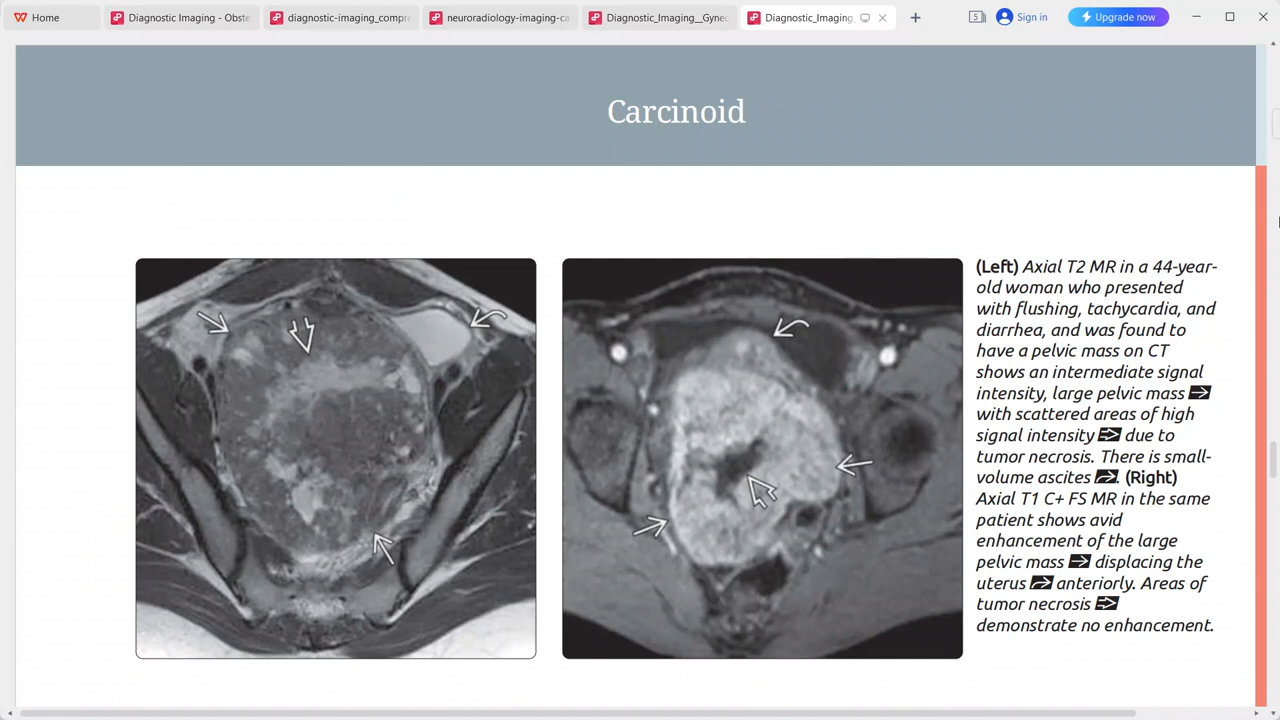 Home
Diagnostic Imaging - Obste
diagnostic-imaging_compr
neuroradiology-imaging-ca
Diagnostic_Imaging__Gynec
Diagnostic_Imaging_
5
Sign in
Upgrade now
Carcinoid
(Left) Axial T2 MR in a 44-year-
old woman who presented
with flushing, tachycardia, and
diarrhea, and was found to
have a pelvic mass on CT
shows an intermediate signal
intensity, large pelvic mass
with scattered areas of high
signal intensity due to
tumor necrosis. There is small-
volume ascites . (Right)
Axial T1 C+ FS MR in the same
patient shows avid
enhancement of the large
pelvic mass displacing the
uterus anteriorly. Areas of
tumor necrosis
demonstrate no enhancement.